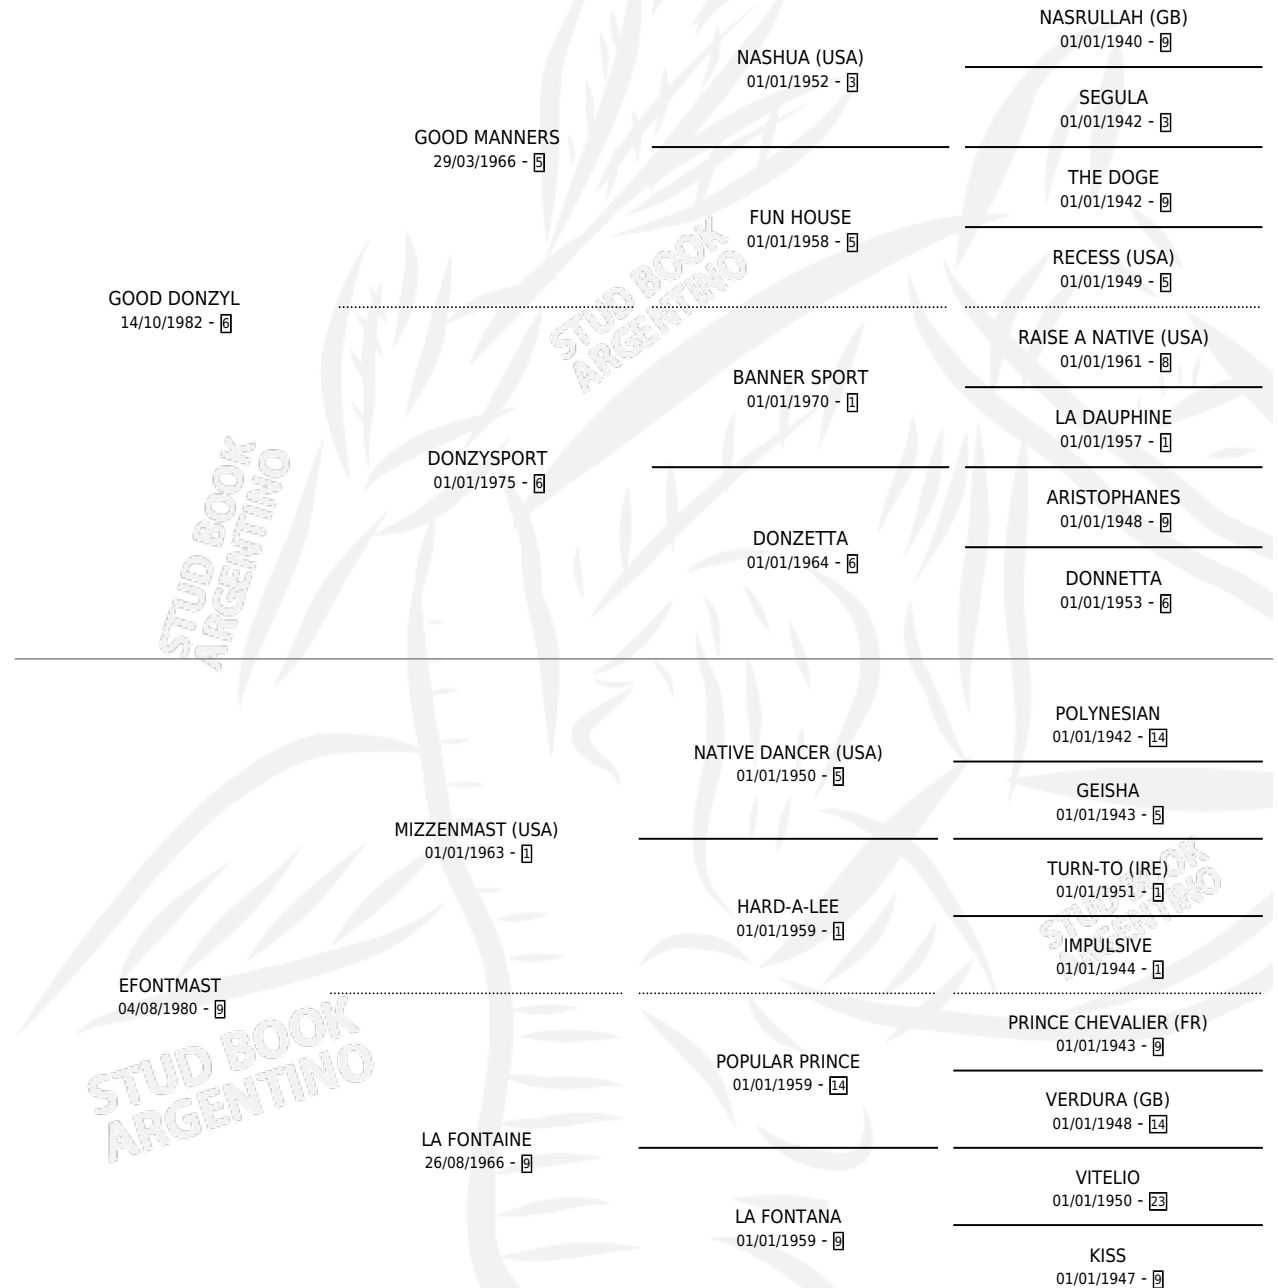 NASRULLAH (GB)
01/01/1940 - 9
NASHUA (USA)
01/01/1952 - 3
SEGULA
01/01/1942 - 3
GOOD MANNERS
29/03/1966 - 5
THE DOGE
01/01/1942 - 9
FUN HOUSE
01/01/1958 - 5
RECESS (USA)
01/01/1949 - 5
GOOD DONZYL
14/10/1982 - 6
RAISE A NATIVE (USA)
01/01/1961 - 8
BANNER SPORT
01/01/1970 - 1
LA DAUPHINE
01/01/1957 - 1
DONZYSPORT
01/01/1975 - 6
ARISTOPHANES
01/01/1948 - 9
DONZETTA
01/01/1964 - 6
DONNETTA
01/01/1953 - 6
STUD BOOK
ARGENTINO
STUD BOOK
ARGENTINO
POLYNESIAN
01/01/1942 - 14
NATIVE DANCER (USA)
01/01/1950 - 5
GEISHA
01/01/1943 - 5
MIZZENMAST (USA)
01/01/1963 - 1
TURN-TO (IRE)
01/01/1951 - 1
HARD-A-LEE
01/01/1959 - 1
IMPULSIVE
01/01/1944 - 1
STUD BOOK
ARGENTINO
EFONTMAST
04/08/1980 - 9
PRINCE CHEVALIER (FR)
01/01/1943 - 9
POPULAR PRINCE
01/01/1959 - 14
VERDURA (GB)
01/01/1948 - 14
STUD BOOK
ARGENTINO
LA FONTAINE
26/08/1966 - 9
VITELIO
01/01/1950 - 23
LA FONTANA
01/01/1959 - 9
KISS
01/01/1947 - 9